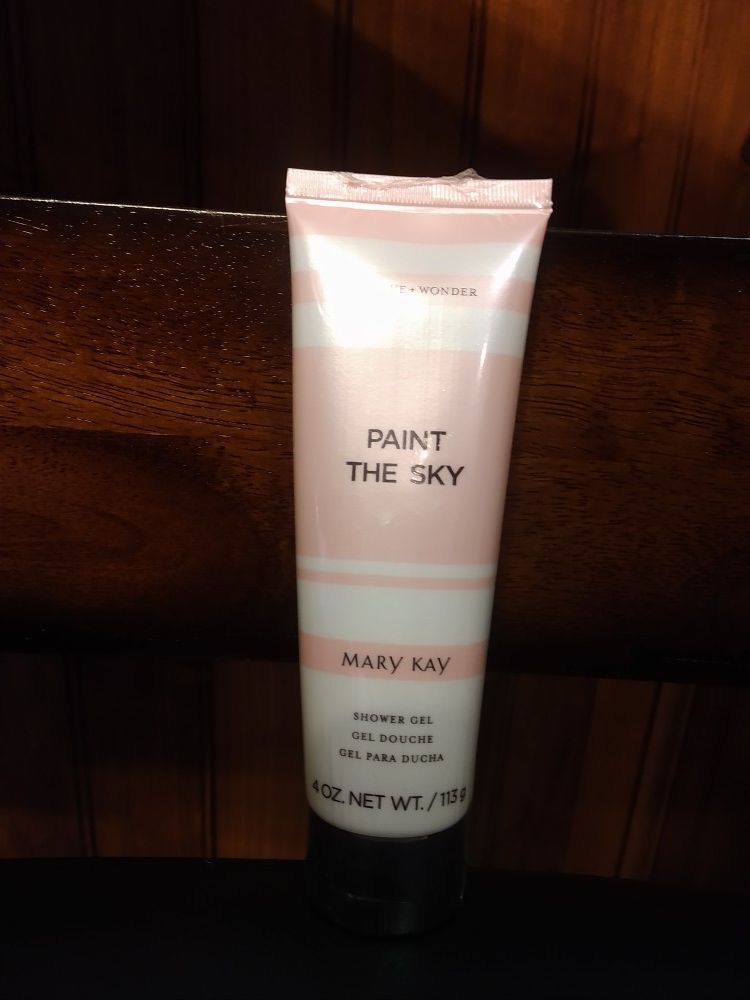 + WONDER
PAINT
THE SKY
MARY KAY
SHOWER GEL
GEL DOUCHE
GEL PARA DUCHA
4 OZ. NET WT. / 113 g